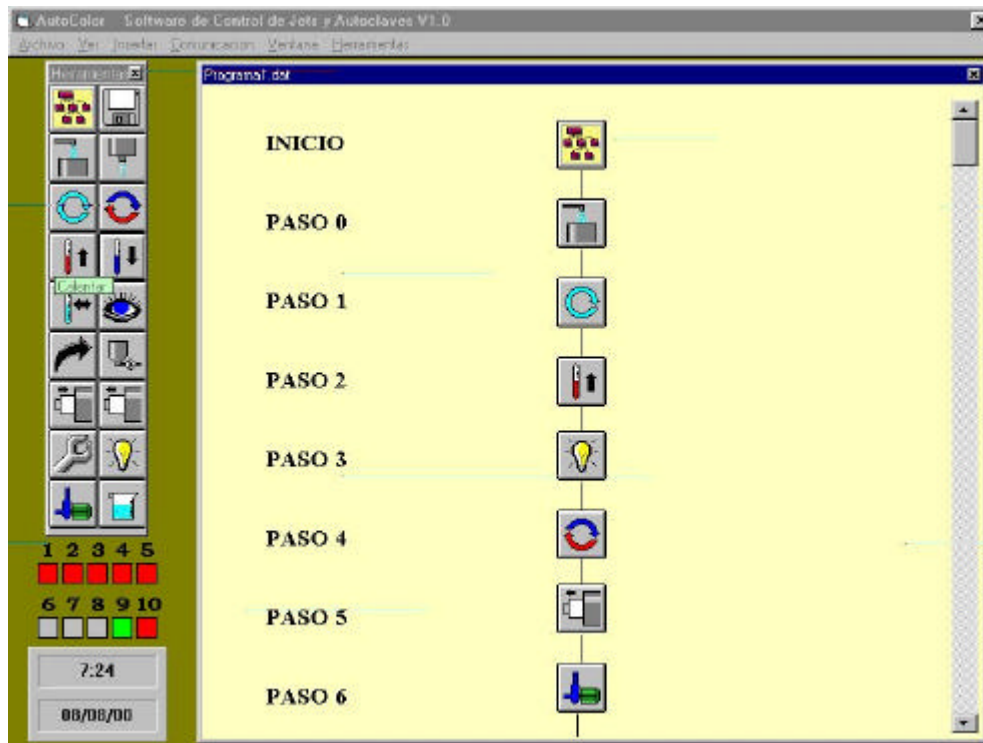 AutoColor Software de Control de Jets y Autoclaves V1.0
Archivo Ver Insertar Comunicacion Ventana Herramientas
Herramientas
Programa1.dat
INICIO
PASO 0
PASO 1
Calentar
PASO 2
PASO 3
PASO 4
1 2 3 4 5
PASO 5
6 7 8 9 10
7:24
PASO 6
08/08/00